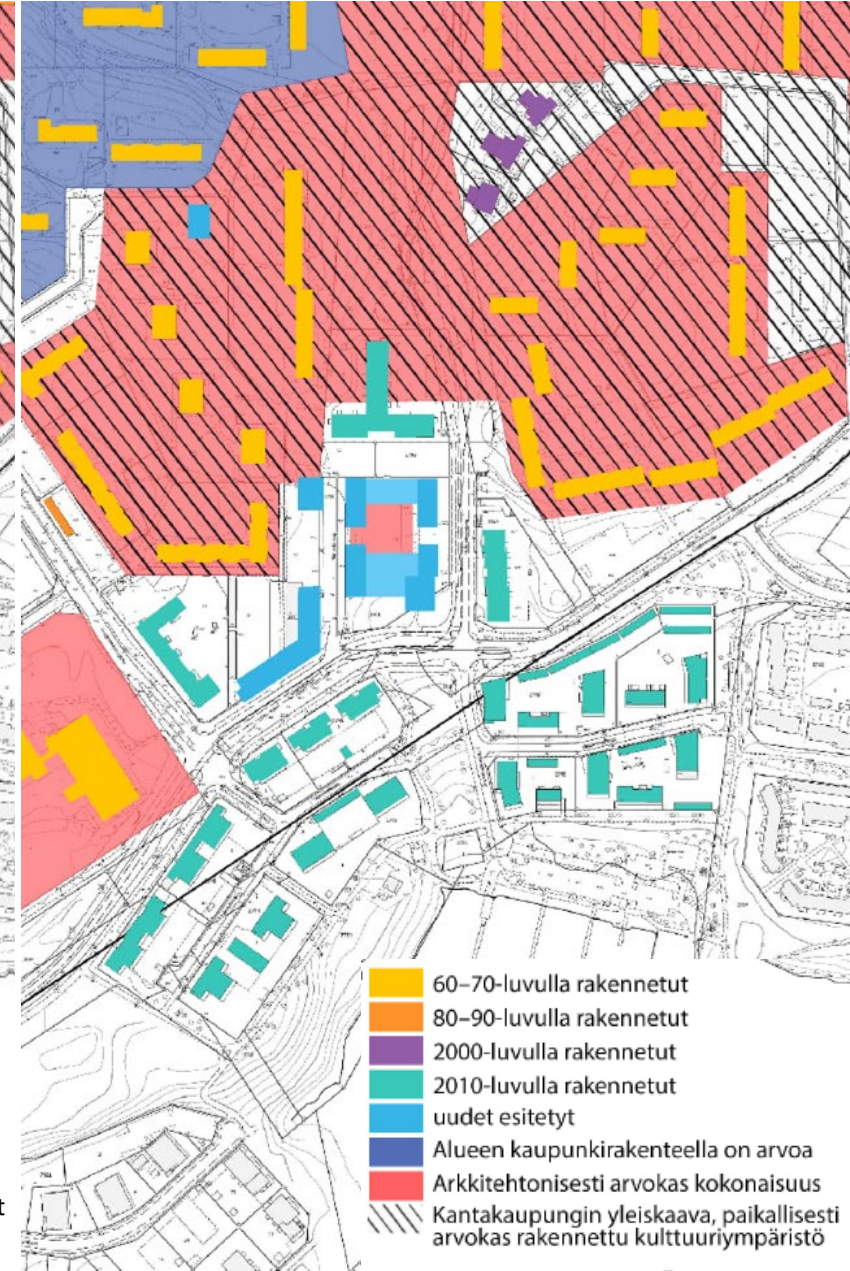 60–70-luvulla rakennetut
80–90-luvulla rakennetut
2000-luvulla rakennetut
2010-luvulla rakennetut
uudet esitetyt
Alueen kaupunkirakenteella on arvoa
Arkkitehtonisesti arvokas kokonaisuus
Kantakaupungin yleiskaava, paikallisesti
arvokas rakennettu kulttuuriympäristö
t